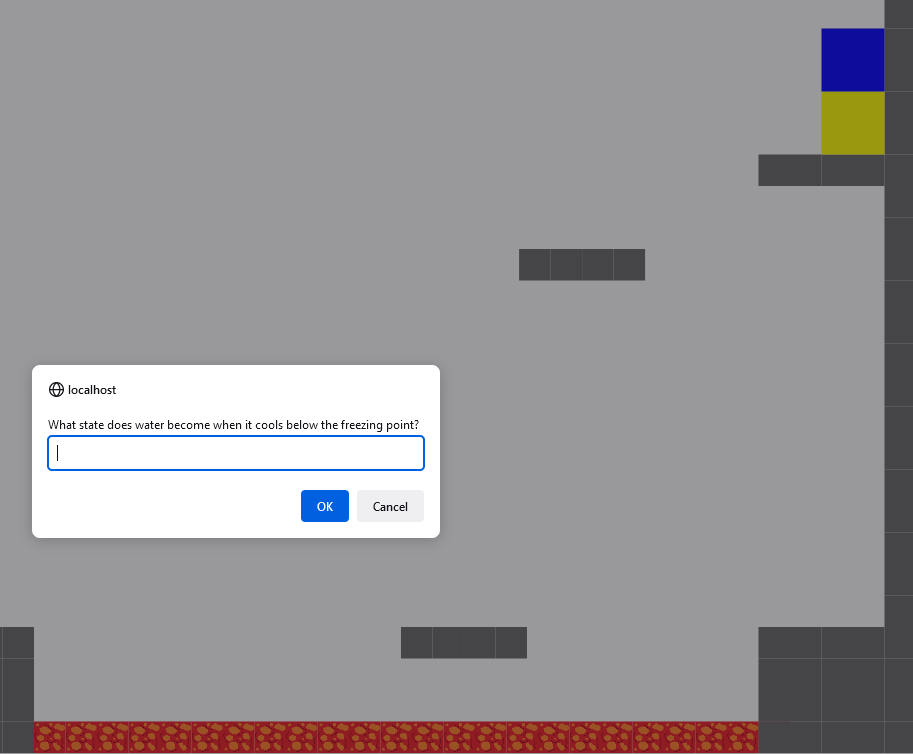 localhost
What state does water become when it cools below the freezing point?
OK
Cancel